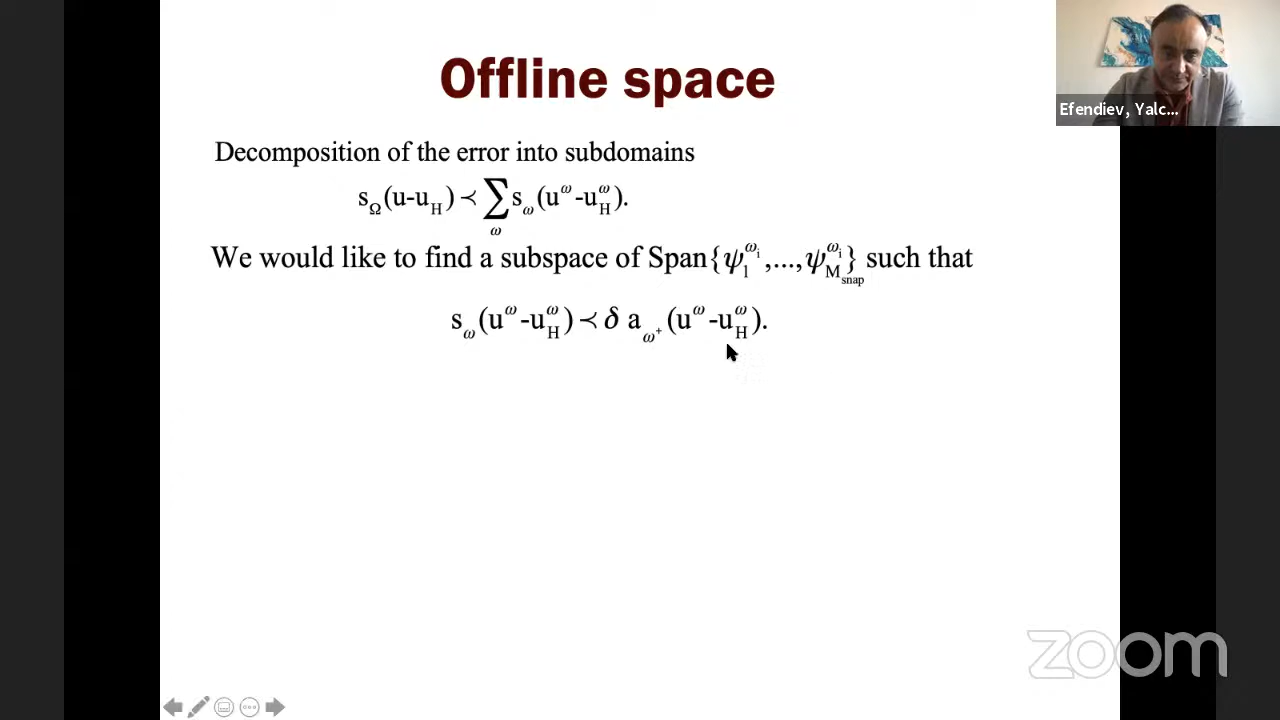 Offline space
Efendiev, Yalc...
Decomposition of the error into subdomains
s_Ω(u-u_H) ≺ ∑_ω s_ω(u^ω-u_H^ω).
We would like to find a subspace of Span{ψ_1^{ω_i},...,ψ_{M_snap}^{ω_i}} such that
s_ω(u^ω-u_H^ω) ≺ δ a_{ω^+}(u^ω-u_H^ω).
zoom